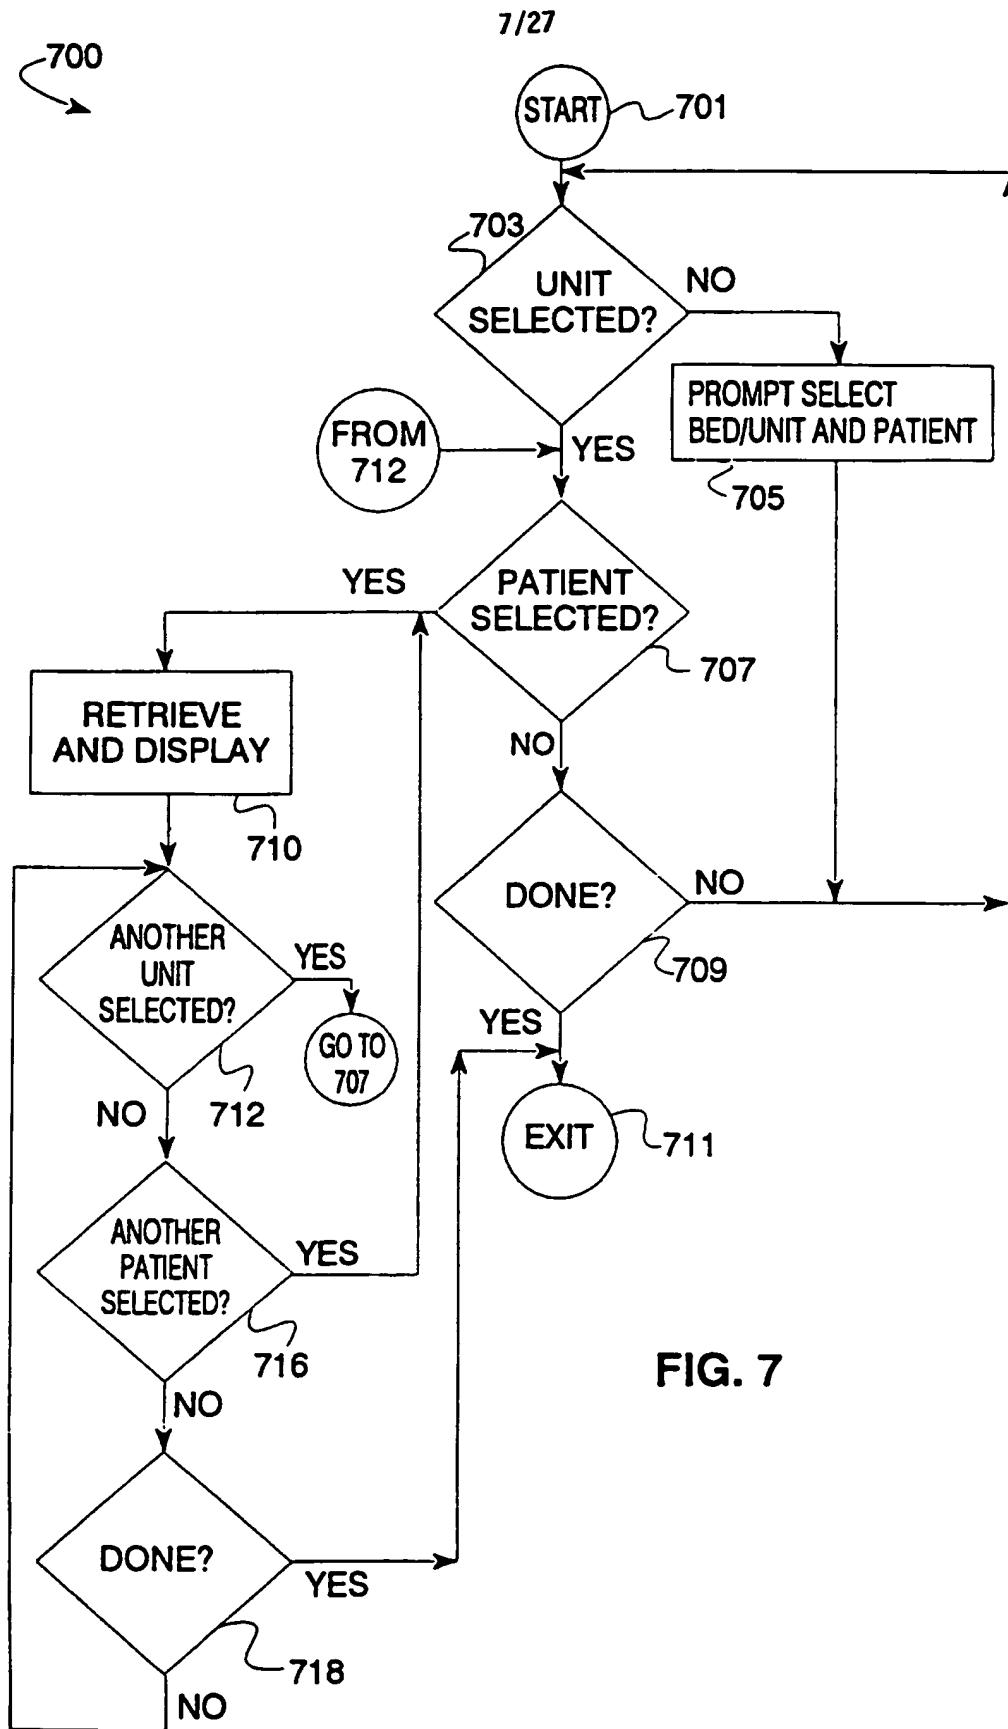 7/27
700
START
701
703
UNIT
SELECTED?
NO
PROMPT SELECT
BED/UNIT AND PATIENT
705
FROM
712
YES
PATIENT
SELECTED?
YES
707
RETRIEVE
AND DISPLAY
710
NO
DONE?
NO
709
ANOTHER
UNIT
SELECTED?
YES
GO TO
707
712
NO
YES
EXIT
711
ANOTHER
PATIENT
SELECTED?
YES
716
NO
FIG. 7
DONE?
YES
718
NO